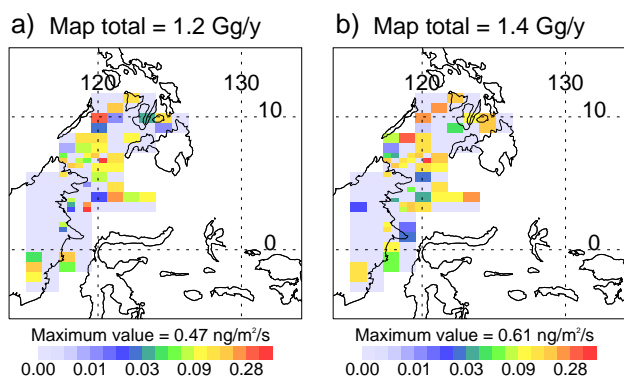 a) Map total = 1.2 Gg/y
120
130
10
0
Maximum value = 0.47 ng/m²/s
0.00 0.01 0.03 0.09 0.28
b) Map total = 1.4 Gg/y
120
130
10
0
Maximum value = 0.61 ng/m²/s
0.00 0.01 0.03 0.09 0.28